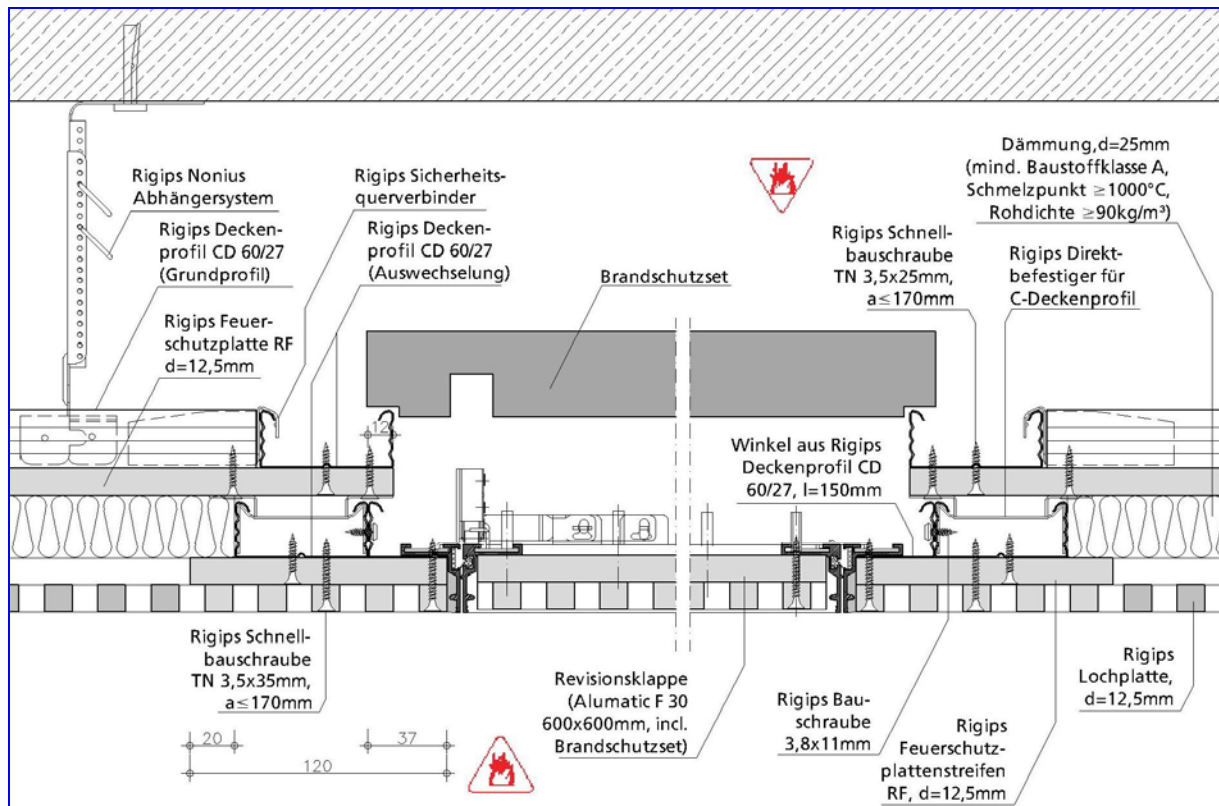 Rigips Nonius
Abhängersystem
Rigips Decken-
profil CD 60/27
(Grundprofil)
Rigips Feuer-
schutzplatte RF
d=12,5mm
Rigips Sicherheits-
querverbinder
Rigips Decken-
profil CD 60/27
(Auswechselung)
Brandschutzset
Dämmung,d=25mm
(mind. Baustoffklasse A,
Schmelzpunkt ≥1000°C,
Rohdichte ≥90kg/m³)
Rigips Schnell-
bauschraube
TN 3,5x25mm,
a≤170mm
Rigips Direkt-
befestiger für
C-Deckenprofil
12
Winkel aus Rigips
Deckenprofil CD
60/27, l=150mm
Rigips Schnell-
bauschraube
TN 3,5x35mm,
a≤170mm
Revisionsklappe
(Alumatic F 30
600x600mm, incl.
Brandschutzset)
Rigips Bau-
schraube
3,8x11mm
Rigips
Feuerschutz-
plattenstreifen
RF, d=12,5mm
Rigips
Lochplatte,
d=12,5mm
20
37
120